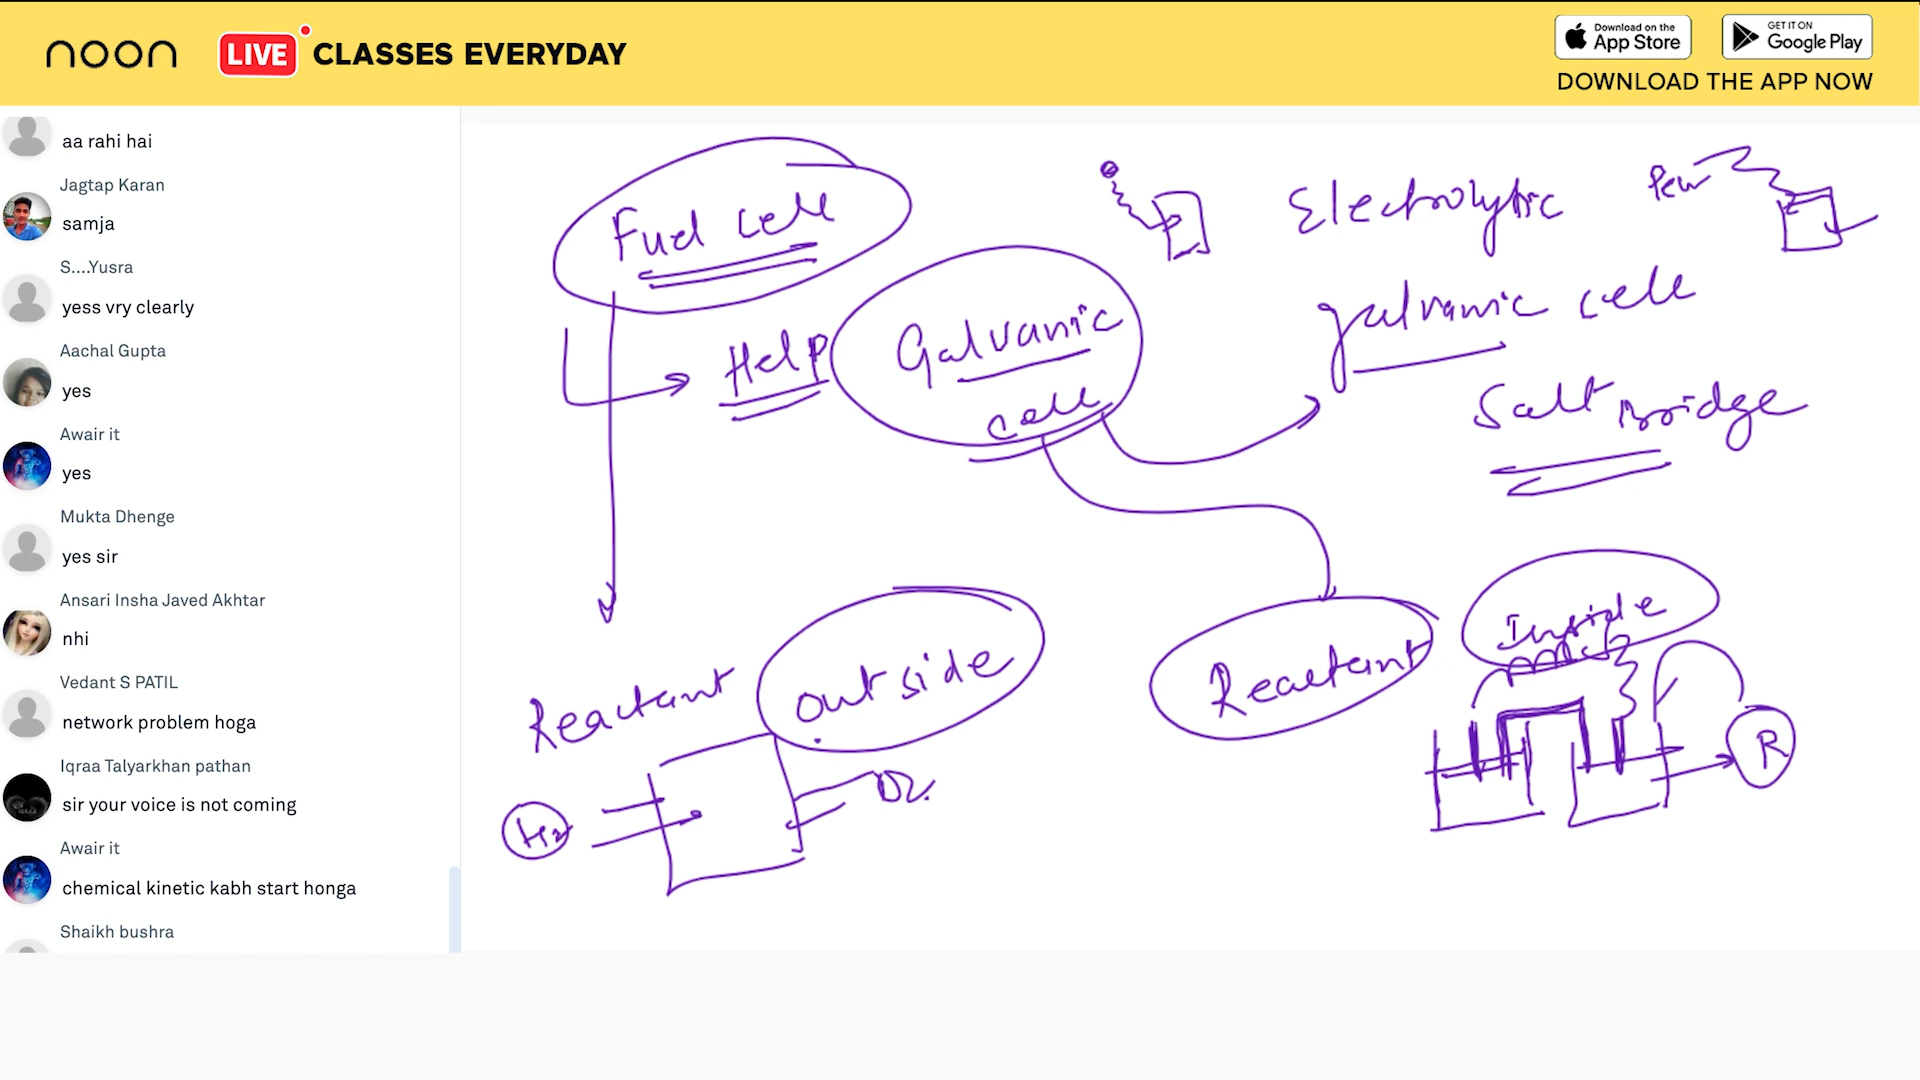 noon LIVE CLASSES EVERYDAY
Download on the App Store
GET IT ON Google Play
DOWNLOAD THE APP NOW
aa rahi hai
Jagtap Karan
samja
S....Yusra
yess vry clearly
Aachal Gupta
yes
Awair it
yes
Mukta Dhenge
yes sir
Ansari Insha Javed Akhtar
nhi
Vedant S PATIL
network problem hoga
Iqraa Talyarkhan pathan
sir your voice is not coming
Awair it
chemical kinetic kabh start honga
Shaikh bushra
Fuel cell
Electrolytic
Help
Galvanic
cell
galvanic cell
Salt Bridge
Reactant outside
Reactant Inside
H2
O2
R